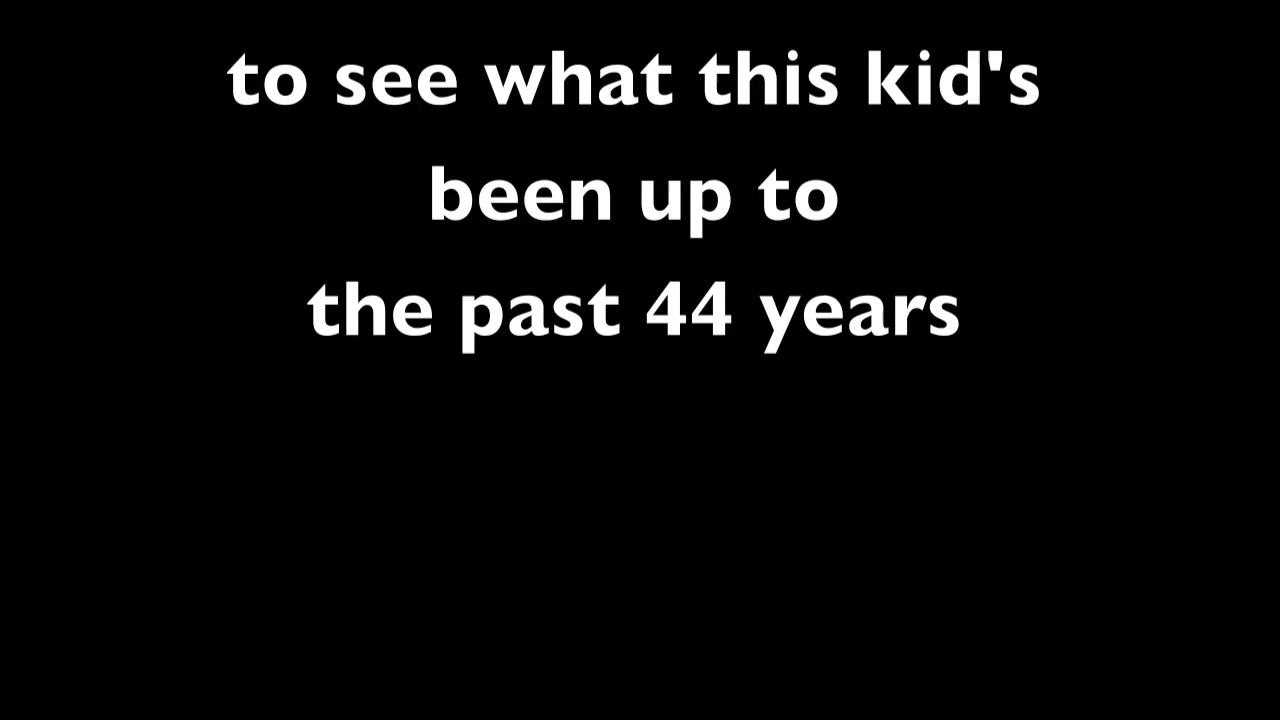 to see what this kid's
been up to
the past 44 years